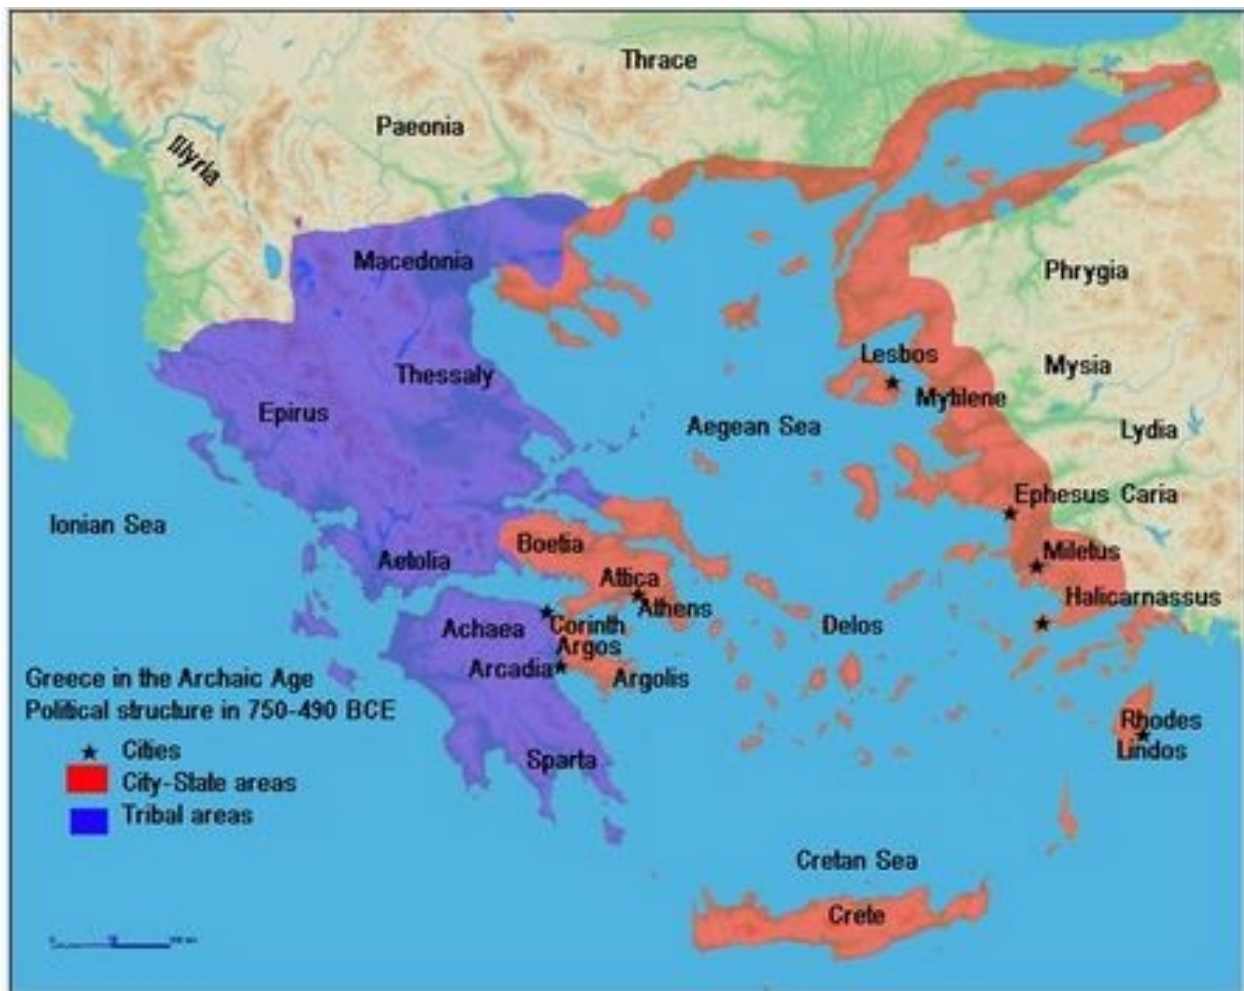 Thrace
Paeonia
Illyria
Macedonia
Phrygia
Lesbos
Mysia
Thessaly
Mytilene
Epirus
Aegean Sea
Lydia
Ephesus Caria
Ionian Sea
Boetia
Miletus
Aetolia
Attica
Halicarnassus
Athens
Achaea
Corinth
Delos
Argos
Arcadia
Argolis
Greece in the Archaic Age
Political structure in 750-490 BCE
Rhodes
Lindos
Cities
Sparta
City-State areas
Tribal areas
Cretan Sea
Crete